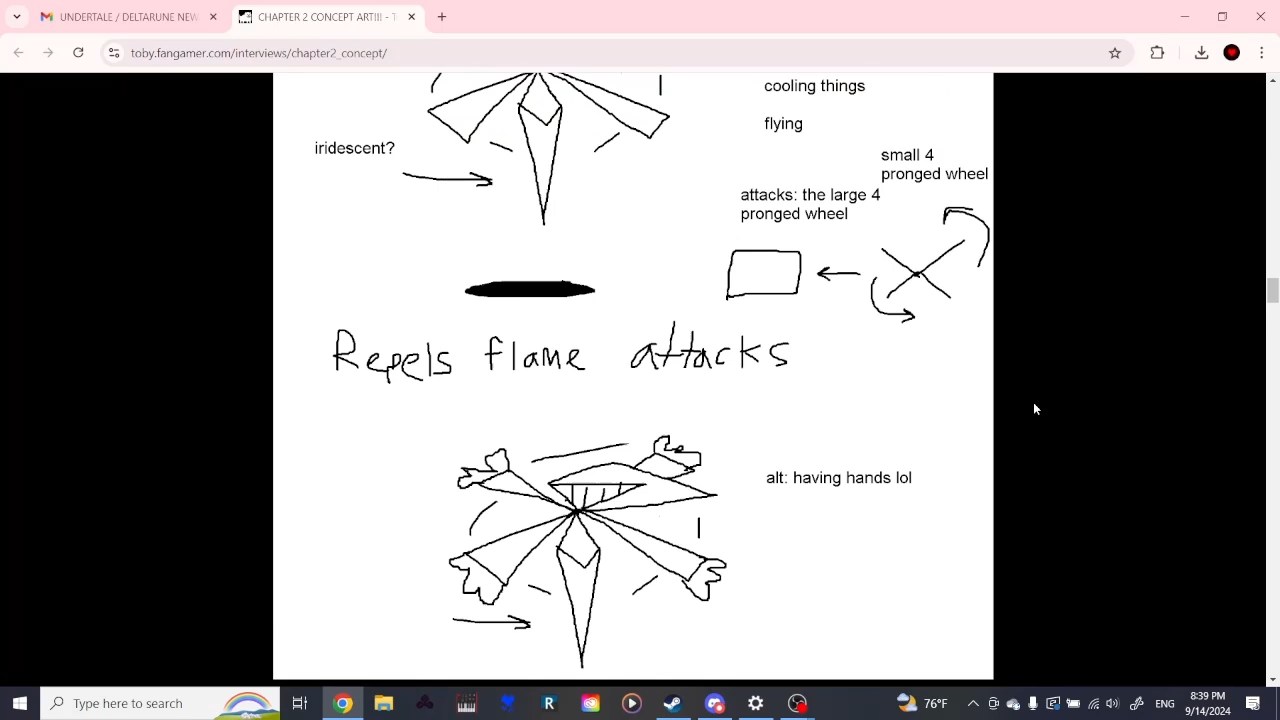 UNDERTALE / DELTARUNE NEW
CHAPTER 2 CONCEPT ART!!! - T
toby.fangamer.com/interviews/chapter2_concept/
cooling things
flying
iridescent?
small 4
pronged wheel
attacks: the large 4
pronged wheel
Repels flame attacks
alt: having hands lol
Type here to search
76°F
ENG
8:39 PM
9/14/2024